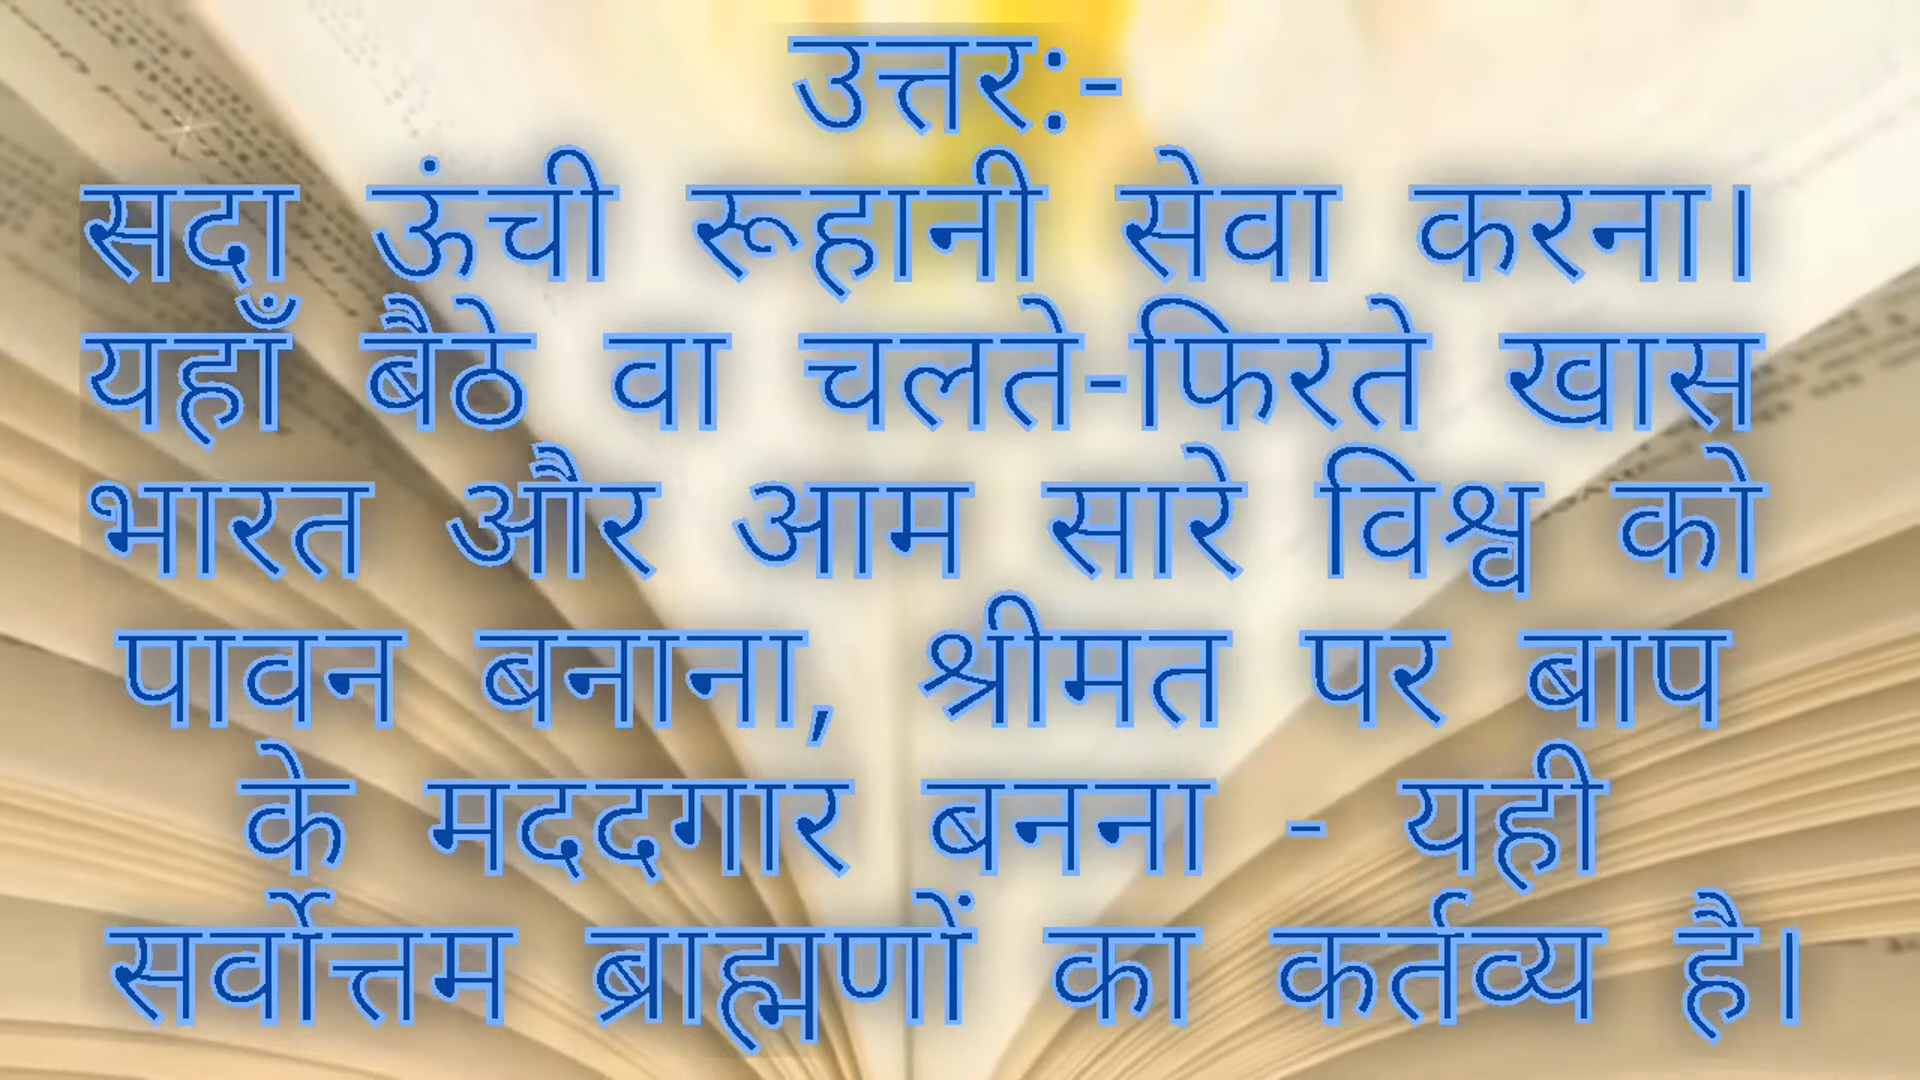 उत्तर:-
सदा ऊंची रूहानी सेवा करना।
यहाँ बैठे वा चलते-फिरते खास
भारत और आम सारे विश्व को
पावन बनाना, श्रीमत पर बाप
के मददगार बनना - यही
सर्वोत्तम ब्राह्मणों का कर्तव्य है।